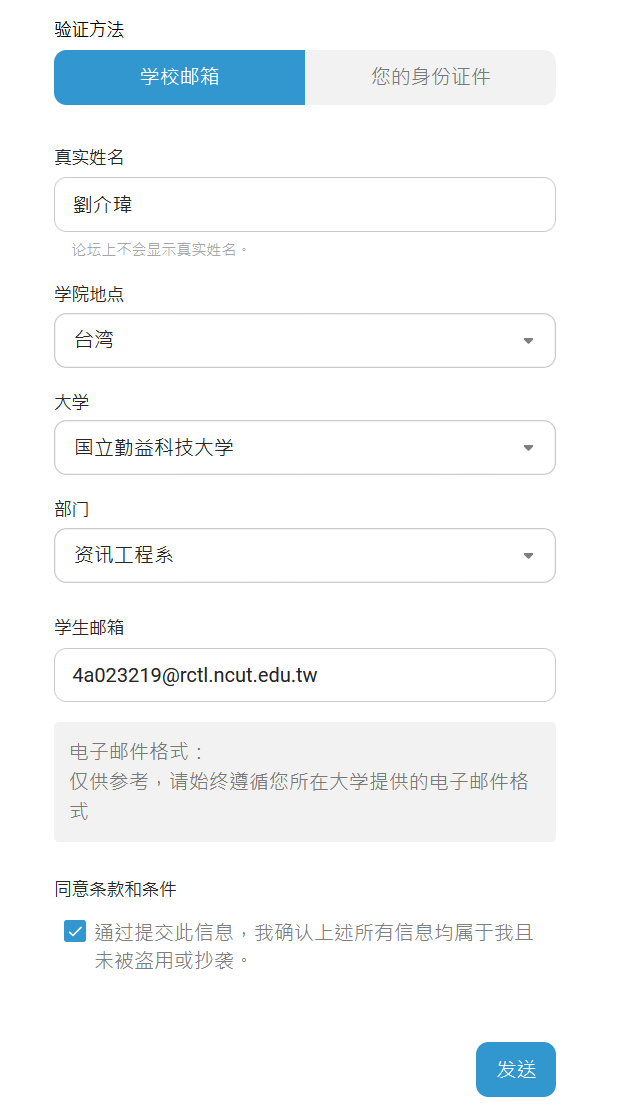 验证方法
学校邮箱
您的身份证件
真实姓名
劉介瑋
论坛上不会显示真实姓名。
学院地点
台湾
大学
国立勤益科技大学
部门
资讯工程系
学生邮箱
4a023219@rctl.ncut.edu.tw
电子邮件格式：
仅供参考，请始终遵循您所在大学提供的电子邮件格
式
同意条款和条件
通过提交此信息，我确认上述所有信息均属于我且
未被盗用或抄袭。
发送